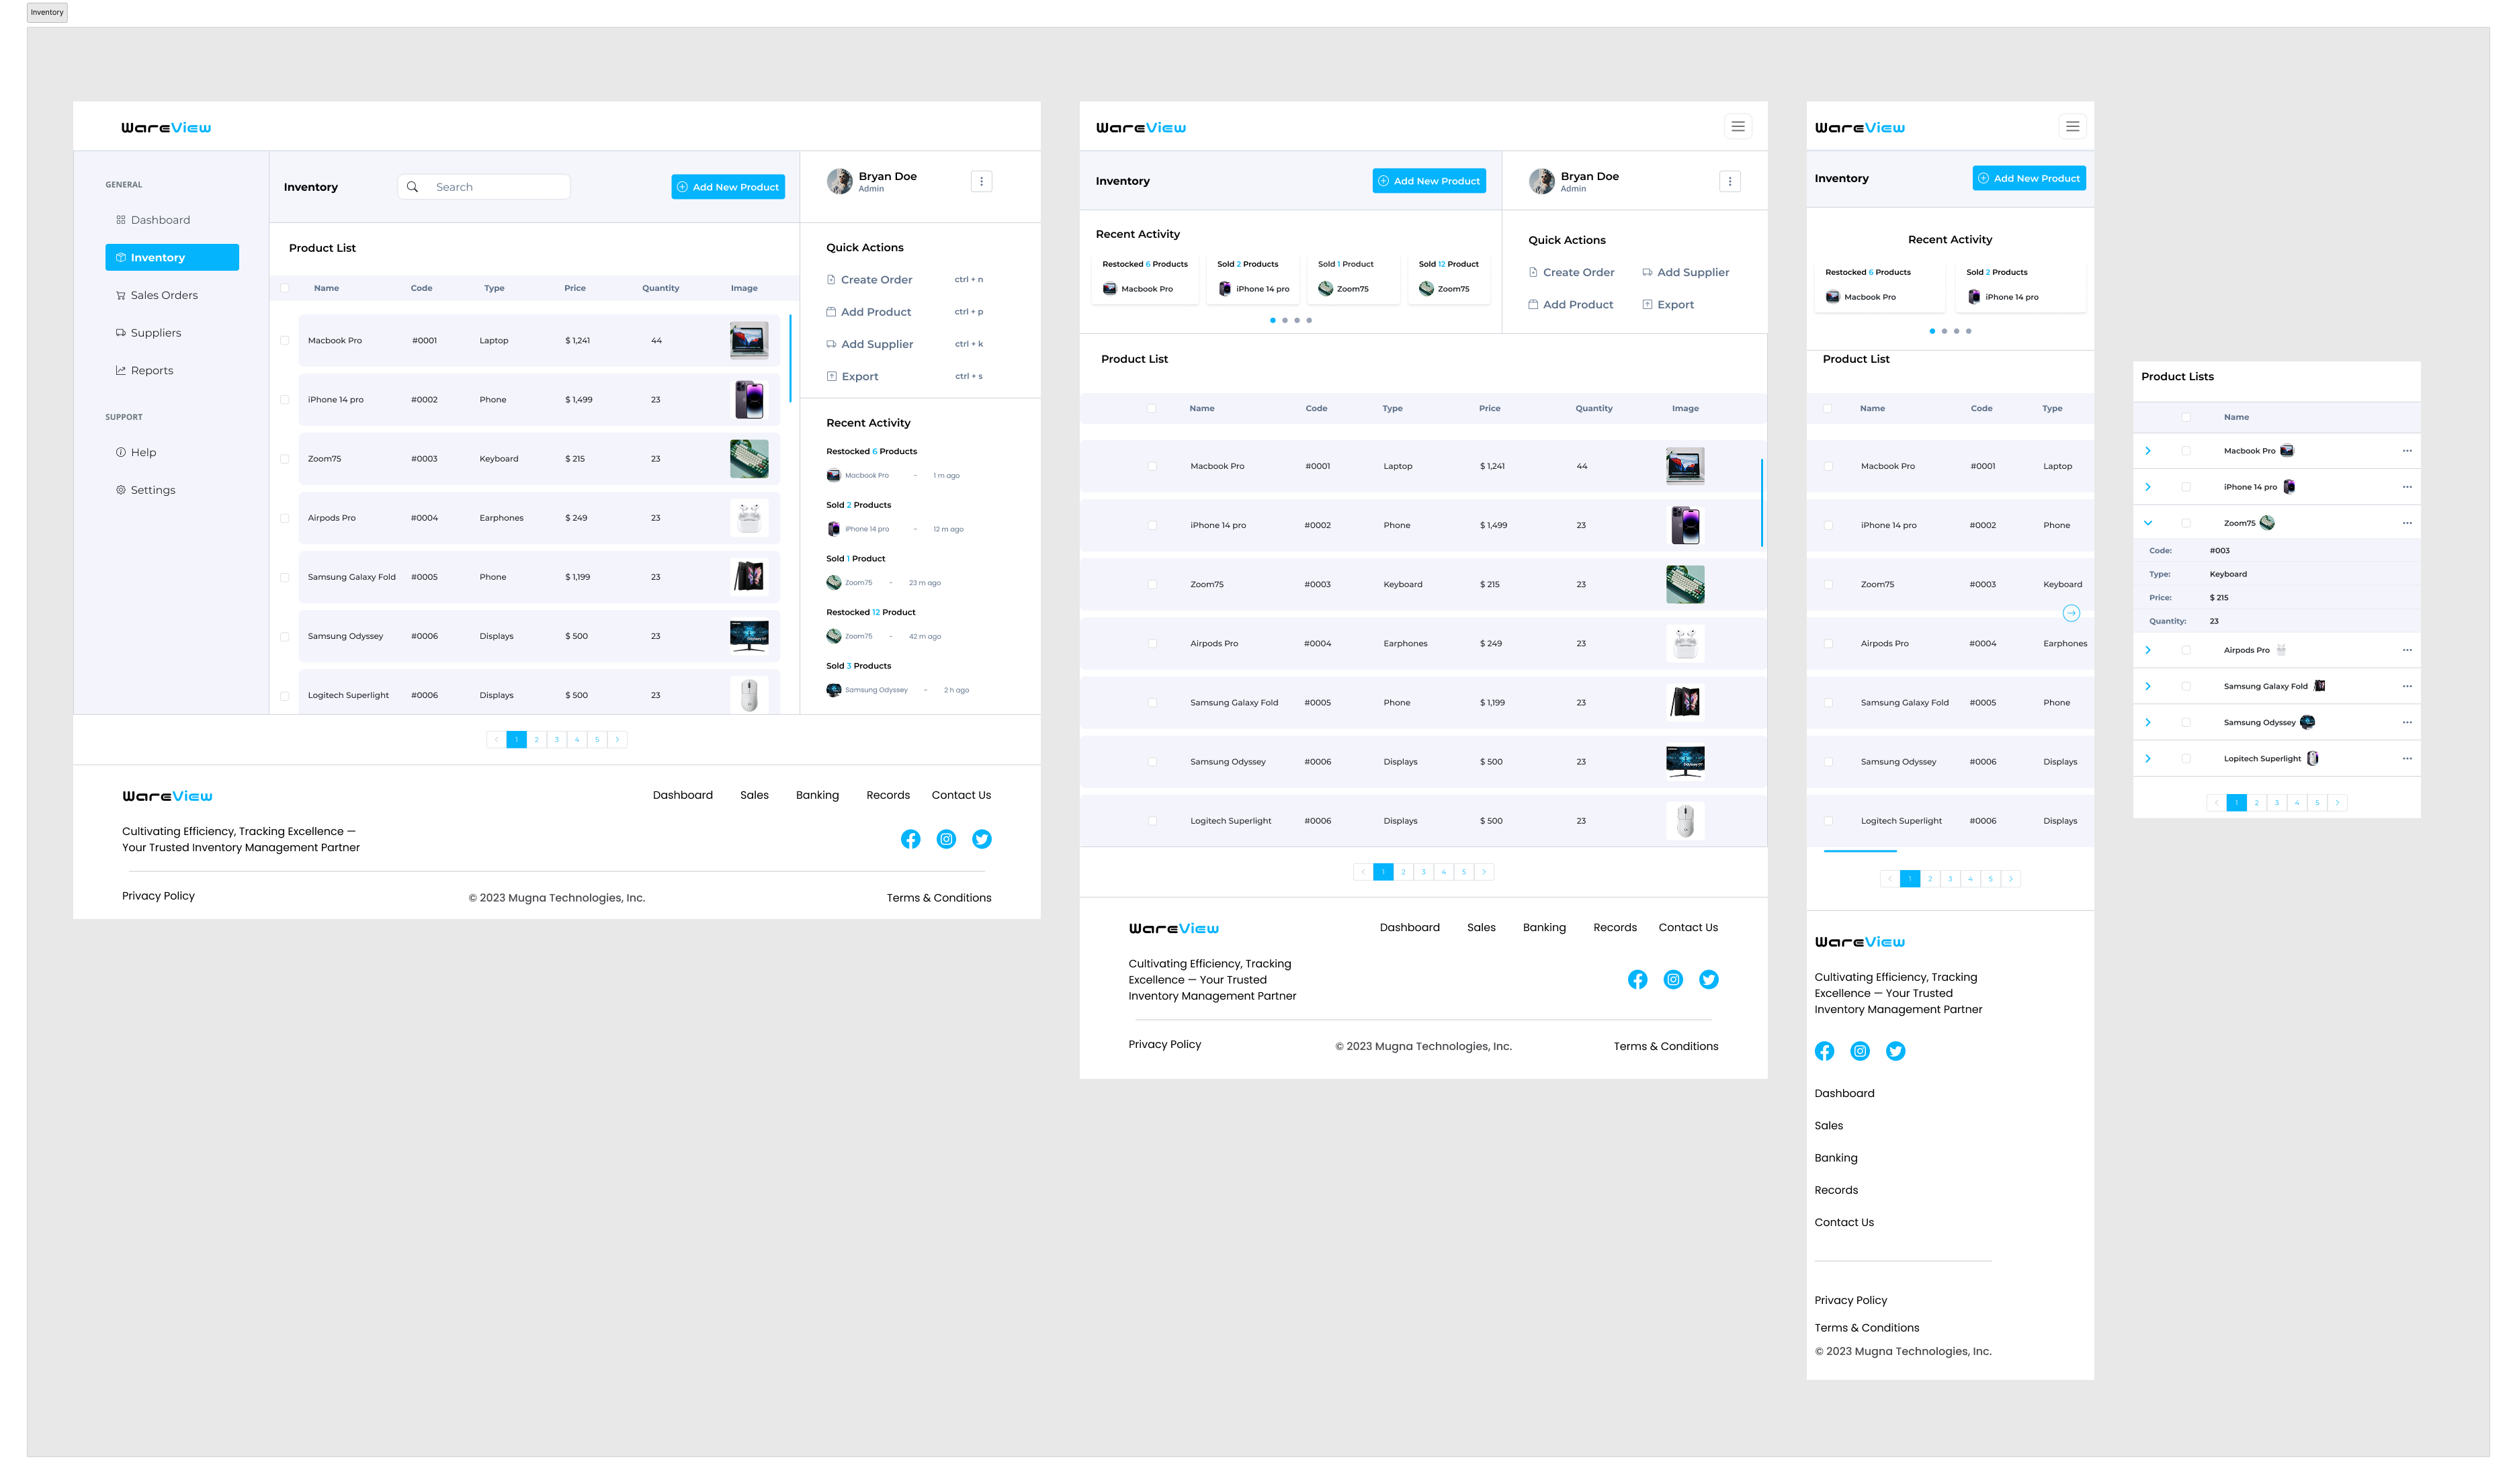 Inventory
WareView
GENERAL
Dashboard
Inventory
Sales Orders
Suppliers
Reports
SUPPORT
Help
Settings
Inventory
Search
Add New Product
Product List
Name Code Type Price Quantity Image
Macbook Pro #0001 Laptop $ 1,241 44
iPhone 14 pro #0002 Phone $ 1,499 23
Zoom75 #0003 Keyboard $ 215 23
Airpods Pro #0004 Earphones $ 249 23
Samsung Galaxy Fold #0005 Phone $ 1,199 23
Samsung Odyssey #0006 Displays $ 500 23
Logitech Superlight #0006 Displays $ 500 23
Bryan Doe
Admin
Quick Actions
Create Order ctrl + n
Add Product ctrl + p
Add Supplier ctrl + k
Export ctrl + s
Recent Activity
Restocked 6 Products
Macbook Pro - 1 m ago
Sold 2 Products
iPhone 14 pro - 12 m ago
Sold 1 Product
Zoom75 - 23 m ago
Restocked 12 Product
Zoom75 - 42 m ago
Sold 3 Products
Samsung Odyssey - 2 h ago
< 1 2 3 4 5 >
WareView
Dashboard Sales Banking Records Contact Us
Cultivating Efficiency, Tracking Excellence —
Your Trusted Inventory Management Partner
Privacy Policy © 2023 Mugna Technologies, Inc. Terms & Conditions
WareView
Inventory
Add New Product
Bryan Doe
Admin
Recent Activity
Restocked 6 Products
Macbook Pro
Sold 2 Products
iPhone 14 pro
Sold 1 Product
Zoom75
Sold 12 Product
Zoom75
Quick Actions
Create Order Add Supplier
Add Product Export
Product List
Name Code Type Price Quantity Image
Macbook Pro #0001 Laptop $ 1,241 44
iPhone 14 pro #0002 Phone $ 1,499 23
Zoom75 #0003 Keyboard $ 215 23
Airpods Pro #0004 Earphones $ 249 23
Samsung Galaxy Fold #0005 Phone $ 1,199 23
Samsung Odyssey #0006 Displays $ 500 23
Logitech Superlight #0006 Displays $ 500 23
< 1 2 3 4 5 >
WareView
Dashboard Sales Banking Records Contact Us
Cultivating Efficiency, Tracking
Excellence — Your Trusted
Inventory Management Partner
Privacy Policy © 2023 Mugna Technologies, Inc. Terms & Conditions
WareView
Inventory
Add New Product
Recent Activity
Restocked 6 Products
Macbook Pro
Sold 2 Products
iPhone 14 pro
Product List
Name Code Type
Macbook Pro #0001 Laptop
iPhone 14 pro #0002 Phone
Zoom75 #0003 Keyboard
Airpods Pro #0004 Earphones
Samsung Galaxy Fold #0005 Phone
Samsung Odyssey #0006 Displays
Logitech Superlight #0006 Displays
< 1 2 3 4 5 >
WareView
Cultivating Efficiency, Tracking
Excellence — Your Trusted
Inventory Management Partner
Dashboard
Sales
Banking
Records
Contact Us
Privacy Policy
Terms & Conditions
© 2023 Mugna Technologies, Inc.
Product Lists
Name
Macbook Pro
iPhone 14 pro
Zoom75
Code: #003
Type: Keyboard
Price: $ 215
Quantity: 23
Airpods Pro
Samsung Galaxy Fold
Samsung Odyssey
Lopitech Superlight
< 1 2 3 4 5 >